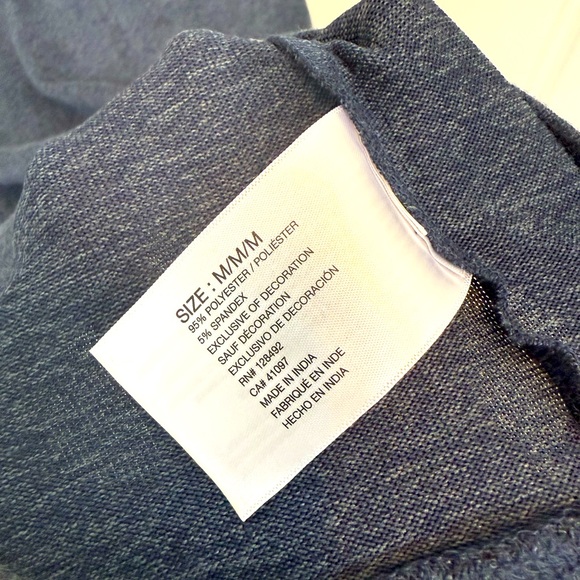 SIZE : M/M/M
95% POLYESTER / POLIÉSTER
5% SPANDEX
EXCLUSIVE OF DECORATION
SAUF DÉCORATION
EXCLUSIVO DE DECORACIÓN
RN# 128492
CA# 41097
MADE IN INDIA
FABRIQUÉ EN INDE
HECHO EN INDIA